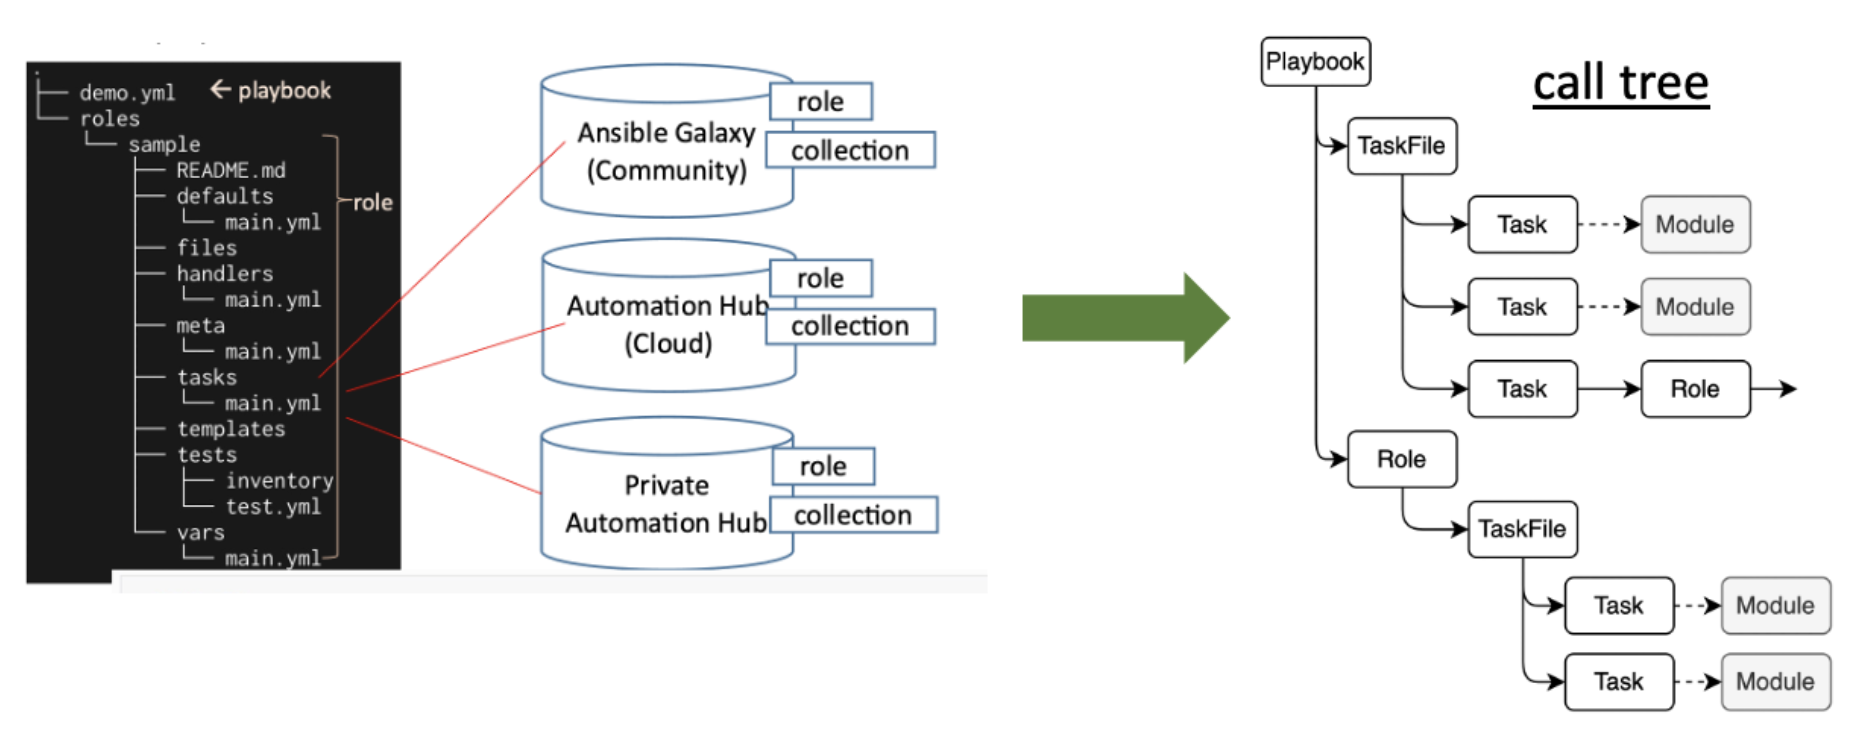 demo.yml
← playbook
roles
sample
README.md
defaults
main.yml
role
files
handlers
main.yml
meta
main.yml
tasks
main.yml
templates
tests
inventory
test.yml
vars
main.yml
Ansible Galaxy
(Community)
role
collection
Automation Hub
(Cloud)
role
collection
Private
Automation Hub
role
collection
call tree
Playbook
TaskFile
Task
Module
Task
Module
Task
Role
Role
TaskFile
Task
Module
Task
Module